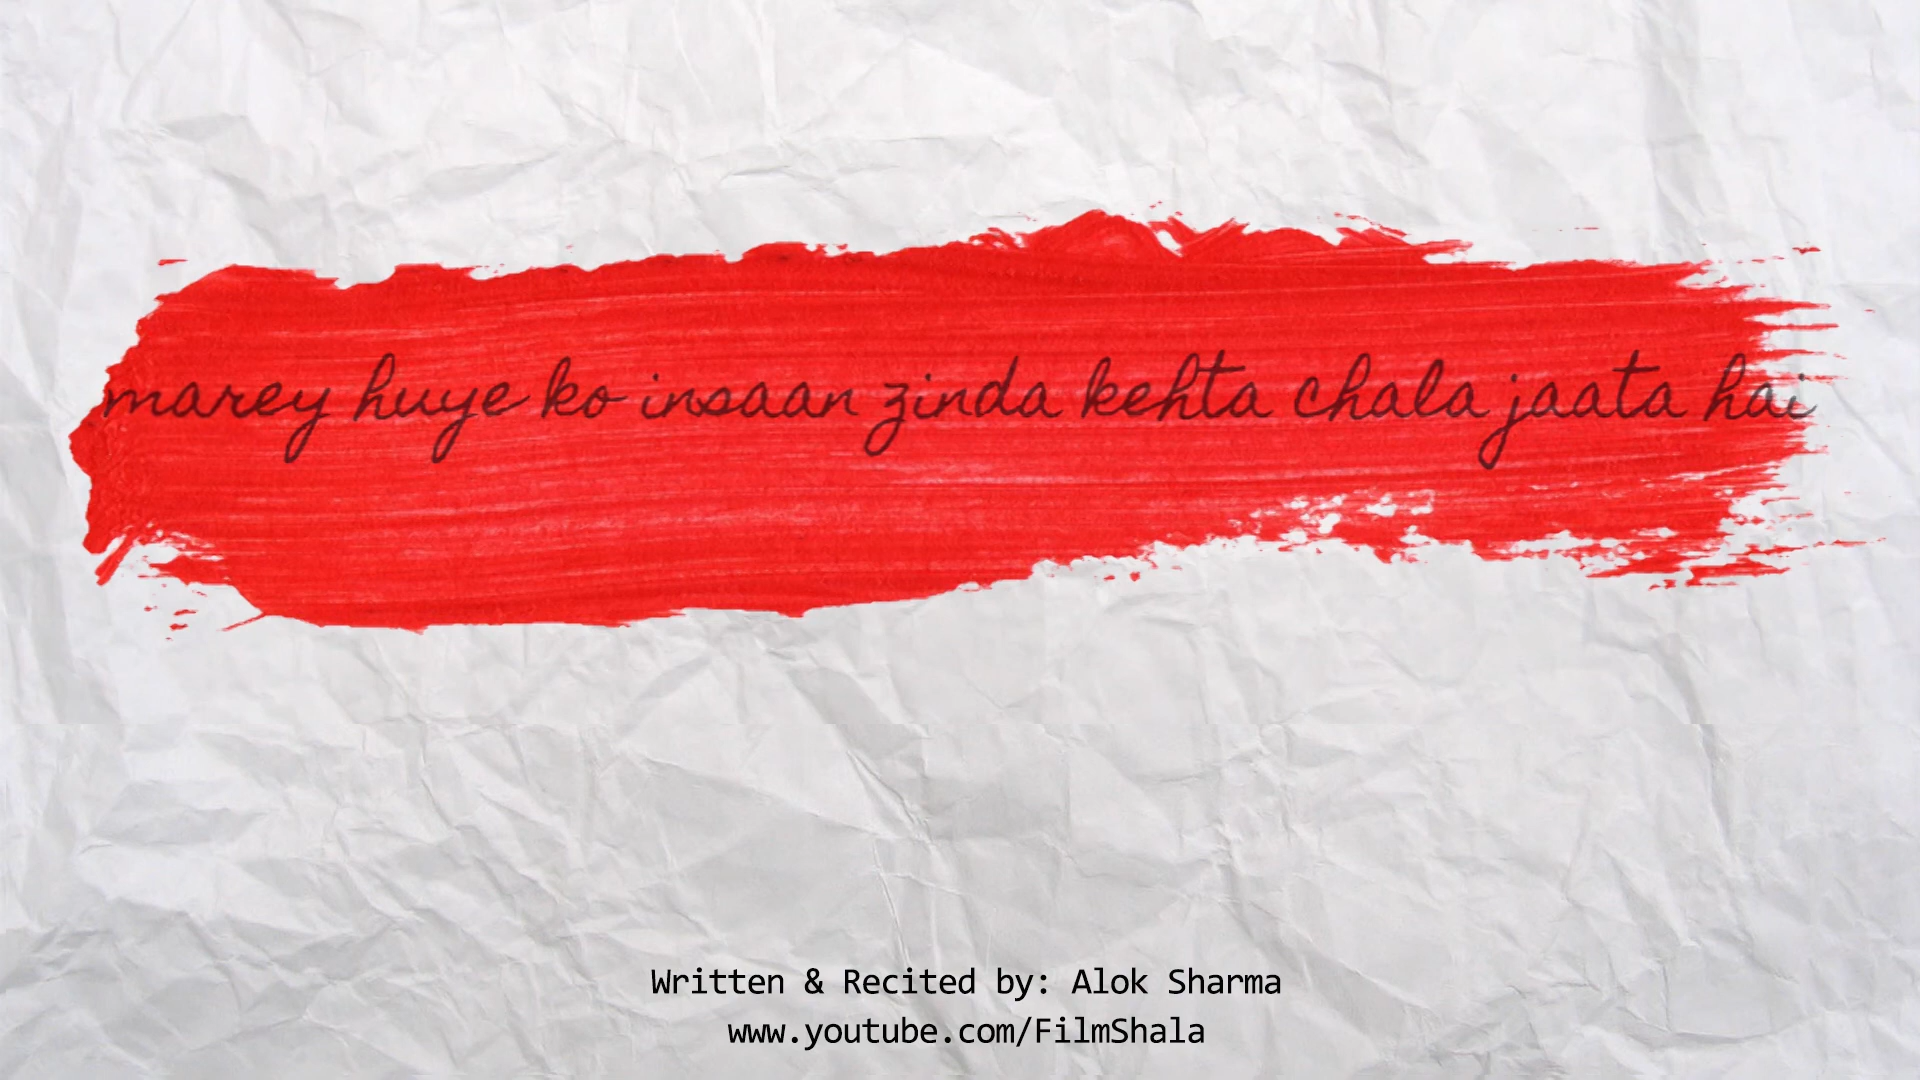 marey huye ko insaan zinda kehta chala jaata hai
Written & Recited by: Alok Sharma
www.youtube.com/FilmShala